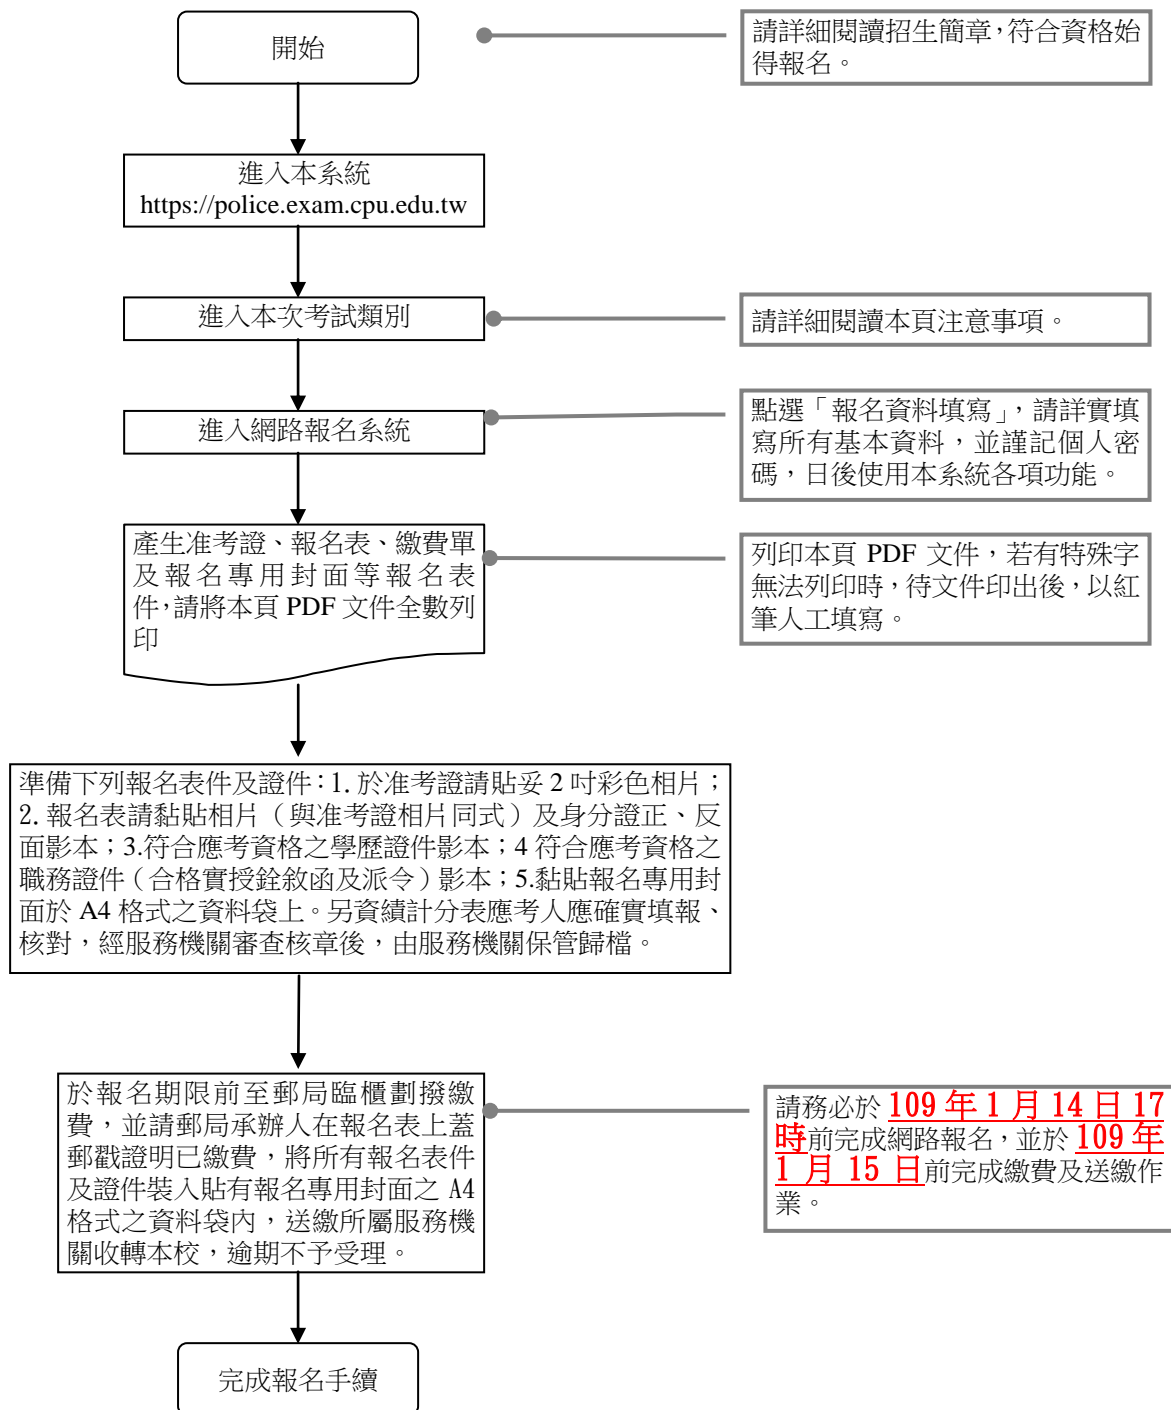 開始
請詳細閱讀招生簡章，符合資格始
得報名。
進入本系統
https://police.exam.cpu.edu.tw
進入本次考試類別
請詳細閱讀本頁注意事項。
進入網路報名系統
點選「報名資料填寫」，請詳實填
寫所有基本資料，並謹記個人密
碼，日後使用本系統各項功能。
產生准考證、報名表、繳費單
及報名專用封面等報名表
件，請將本頁 PDF 文件全數列
印
列印本頁 PDF 文件，若有特殊字
無法列印時，待文件印出後，以紅
筆人工填寫。
準備下列報名表件及證件：1. 於准考證請貼妥 2 吋彩色相片；
2. 報名表請黏貼相片（與准考證相片同式）及身分證正、反
面影本；3.符合應考資格之學歷證件影本；4 符合應考資格之
職務證件（合格實授銓敘函及派令）影本；5.黏貼報名專用封
面於 A4 格式之資料袋上。另資績計分表應考人應確實填報、
核對，經服務機關審查核章後，由服務機關保管歸檔。
於報名期限前至郵局臨櫃劃撥繳
費，並請郵局承辦人在報名表上蓋
郵戳證明已繳費，將所有報名表件
及證件裝入貼有報名專用封面之 A4
格式之資料袋內，送繳所屬服務機
關收轉本校，逾期不予受理。
請務必於 109 年 1 月 14 日 17
時前完成網路報名，並於 109 年
1 月 15 日前完成繳費及送繳作
業。
完成報名手續